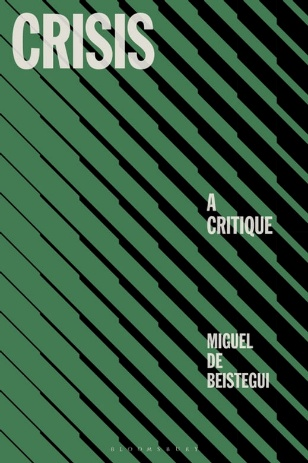 CRISIS
A
CRITIQUE
MIGUEL
DE
BEISTEGUI
BLOOMSBURY